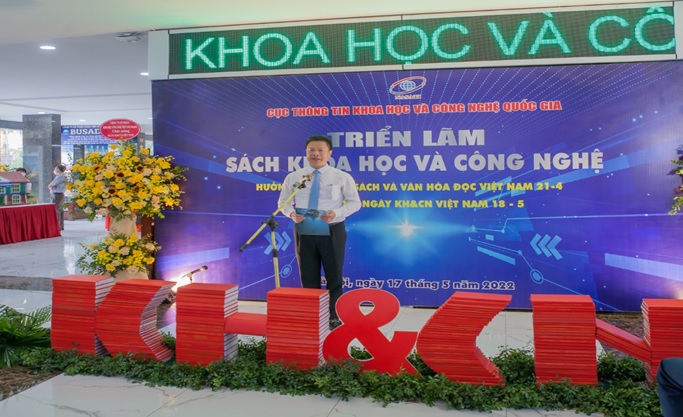 KHOA HỌC VÀ CÔ
CỤC THÔNG TIN KHOA HỌC VÀ CÔNG NGHỆ QUỐC GIA
TRIỂN LÃM
SÁCH KHOA HỌC VÀ CÔNG NGHỆ
SÁCH VÀ VĂN HÓA ĐỌC VIỆT NAM 21-4
NGÀY KH&CN VIỆT NAM 18 - 5
ngày 17 tháng 5 năm 2022
BUSA
KH&CN